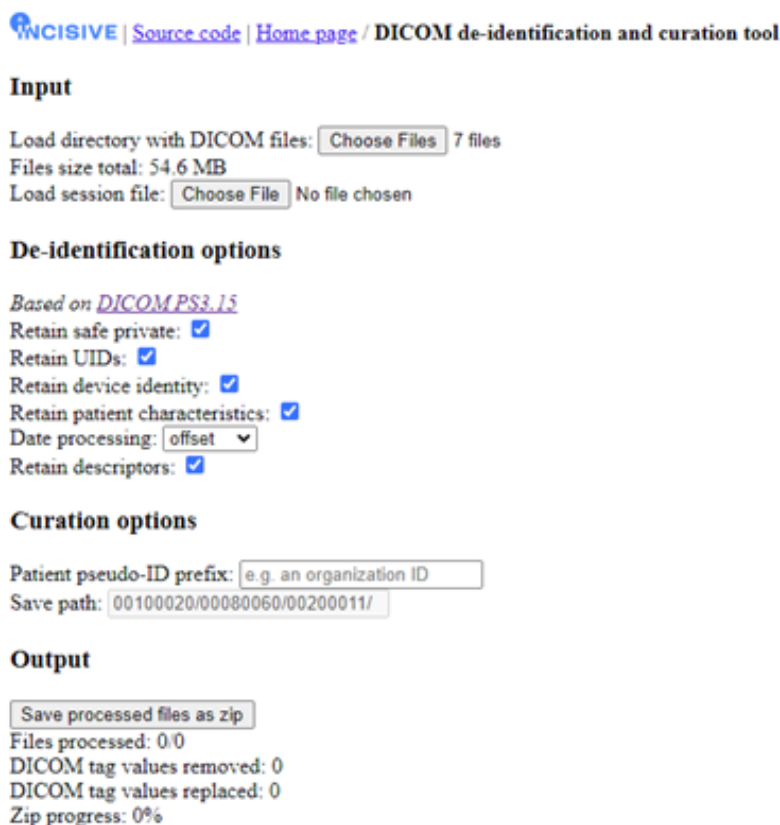 INCISIVE | Source code | Home page / DICOM de-identification and curation tool
Input
Load directory with DICOM files: Choose Files 7 files
Files size total: 54.6 MB
Load session file: Choose File No file chosen
De-identification options
Based on DICOM PS3.15
Retain safe private:
Retain UIDs:
Retain device identity:
Retain patient characteristics:
Date processing: offset
Retain descriptors:
Curation options
Patient pseudo-ID prefix: e.g. an organization ID
Save path: 00100020/00080060/00200011/
Output
Save processed files as zip
Files processed: 0/0
DICOM tag values removed: 0
DICOM tag values replaced: 0
Zip progress: 0%